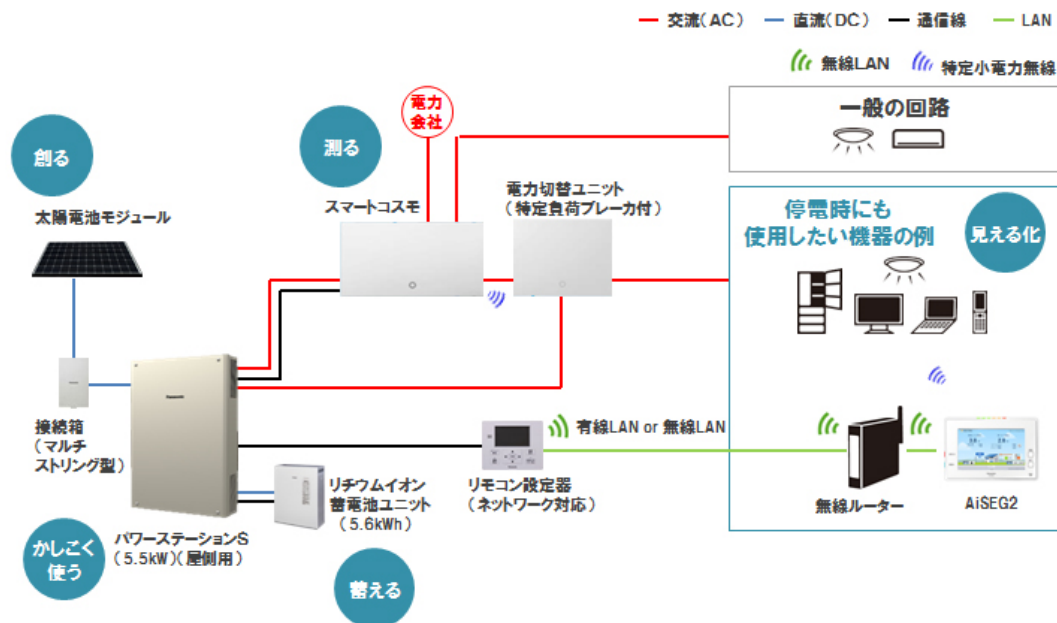 交流(AC) 直流(DC) 通信線 LAN
無線LAN 特定小電力無線
電力
会社
一般の回路
創る
測る
太陽電池モジュール
スマートコスモ
電力切替ユニット
(特定負荷ブレーカ付)
停電時にも
使用したい機器の例
見える化
接続箱
(マルチ
ストリング型)
Panasonic
有線LAN or 無線LAN
リチウムイオン
蓄電池ユニット
(5.6kWh)
リモコン設定器
(ネットワーク対応)
無線ルーター
AiSEG2
かしこく
使う
パワーステーションS
(5.5kW)(屋側用)
蓄える